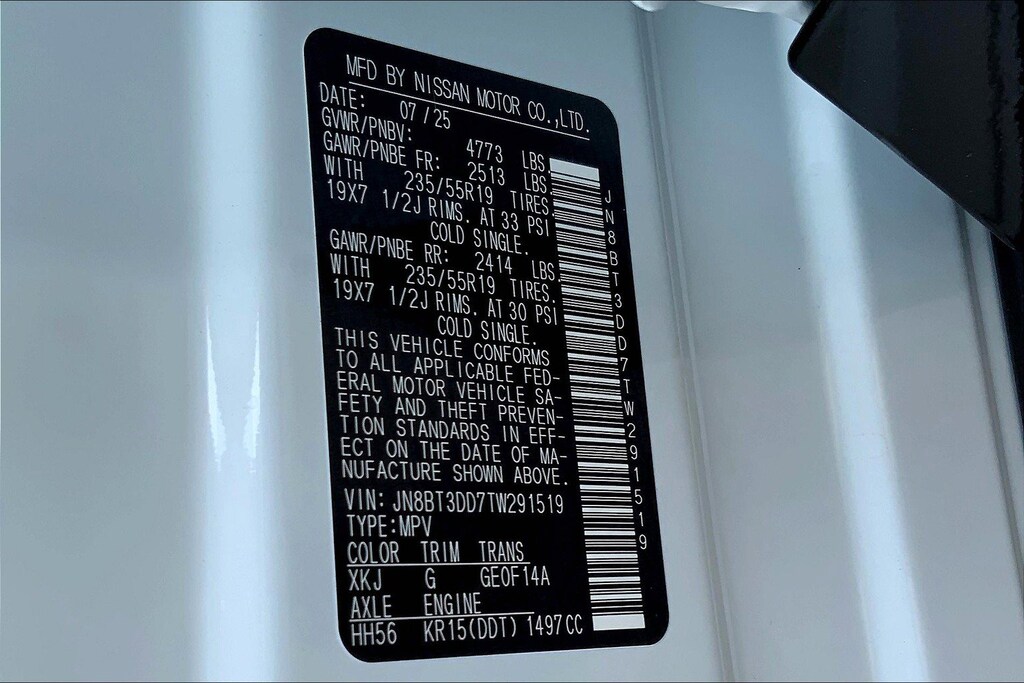 MFD BY NISSAN MOTOR CO.,LTD.
DATE: 07/25
GVWR/PNBV: 4773 LBS.
GAWR/PNBE FR: 2513 LBS.
WITH 235/55R19 TIRES.
19X7 1/2J RIMS. AT 33 PSI
COLD SINGLE.
GAWR/PNBE RR: 2414 LBS.
WITH 235/55R19 TIRES.
19X7 1/2J RIMS. AT 30 PSI
COLD SINGLE.
THIS VEHICLE CONFORMS
TO ALL APPLICABLE FED-
ERAL MOTOR VEHICLE SA-
FETY AND THEFT PREVEN-
TION STANDARDS IN EFF-
ECT ON THE DATE OF MA-
NUFACTURE SHOWN ABOVE.
VIN: JN8BT3DD7TW291519
TYPE:MPV
COLOR TRIM TRANS
XKJ G GE0F14A
AXLE ENGINE
HH56 KR15(DDT) 1497CC
JN8BT3DD7TW291519